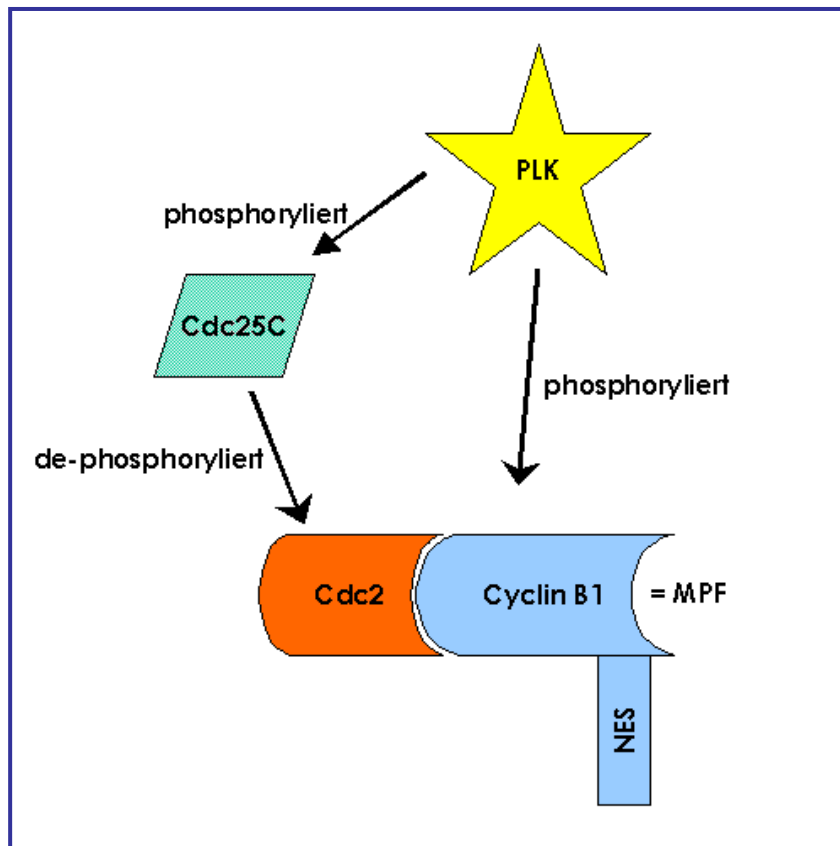 PLK
phosphoryliert
Cdc25C
phosphoryliert
de-phosphoryliert
Cdc2
Cyclin B1
= MPF
NES